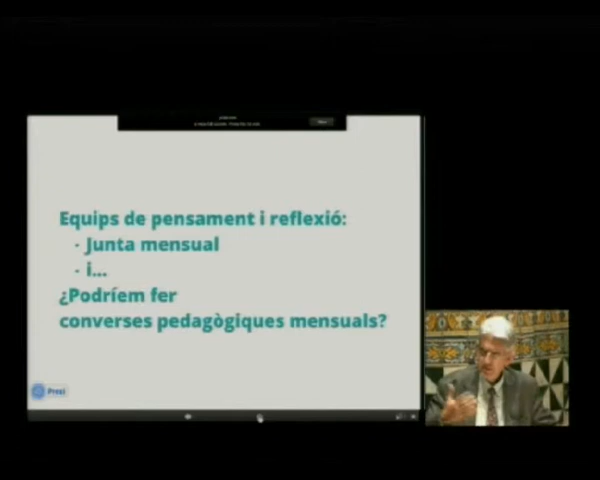 Equips de pensament i reflexió:
- Junta mensual
- i...
¿Podríem fer
converses pedagògiques mensuals?
Prezi